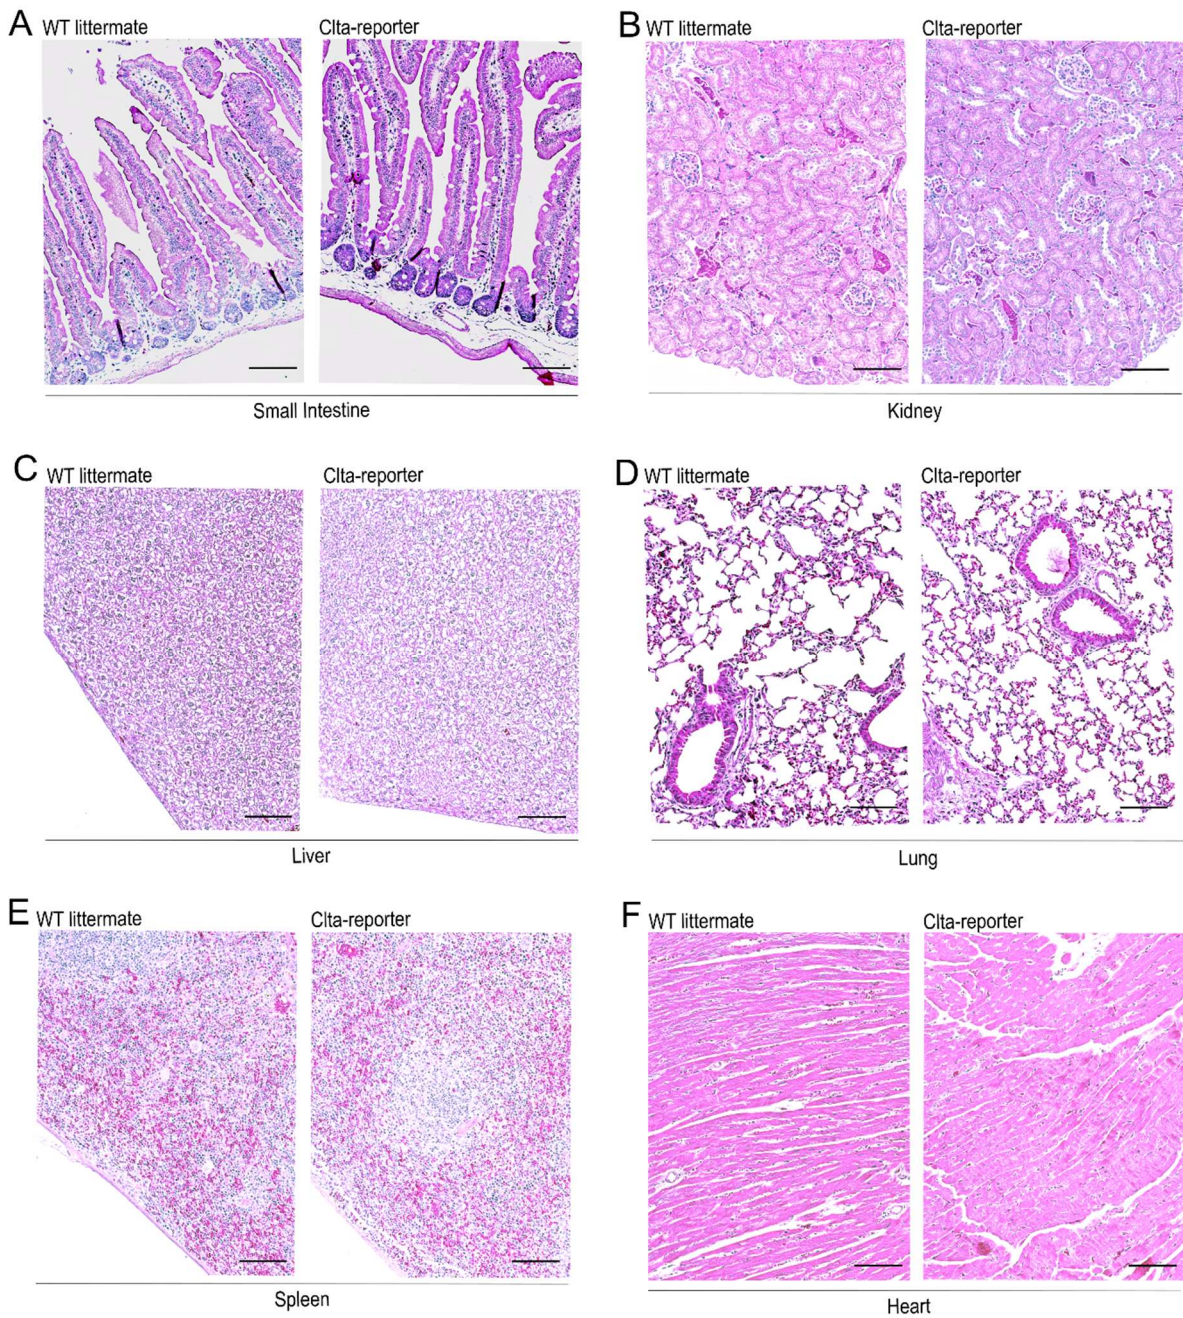 A
WT littermate
Clta-reporter
Small Intestine
B
WT littermate
Clta-reporter
Kidney
C
WT littermate
Clta-reporter
Liver
D
WT littermate
Clta-reporter
Lung
E
WT littermate
Clta-reporter
Spleen
F
WT littermate
Clta-reporter
Heart